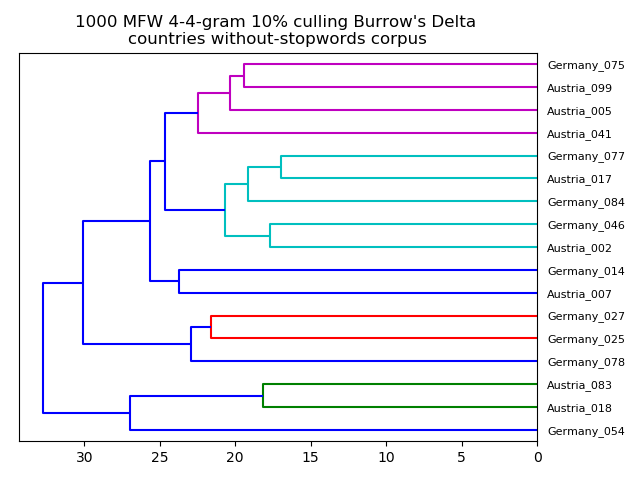 1000 MFW 4-4-gram 10% culling Burrow's Delta
countries without-stopwords corpus
Germany_075
Austria_099
Austria_005
Austria_041
Germany_077
Austria_017
Germany_084
Germany_046
Austria_002
Germany_014
Austria_007
Germany_027
Germany_025
Germany_078
Austria_083
Austria_018
Germany_054
30 25 20 15 10 5 0